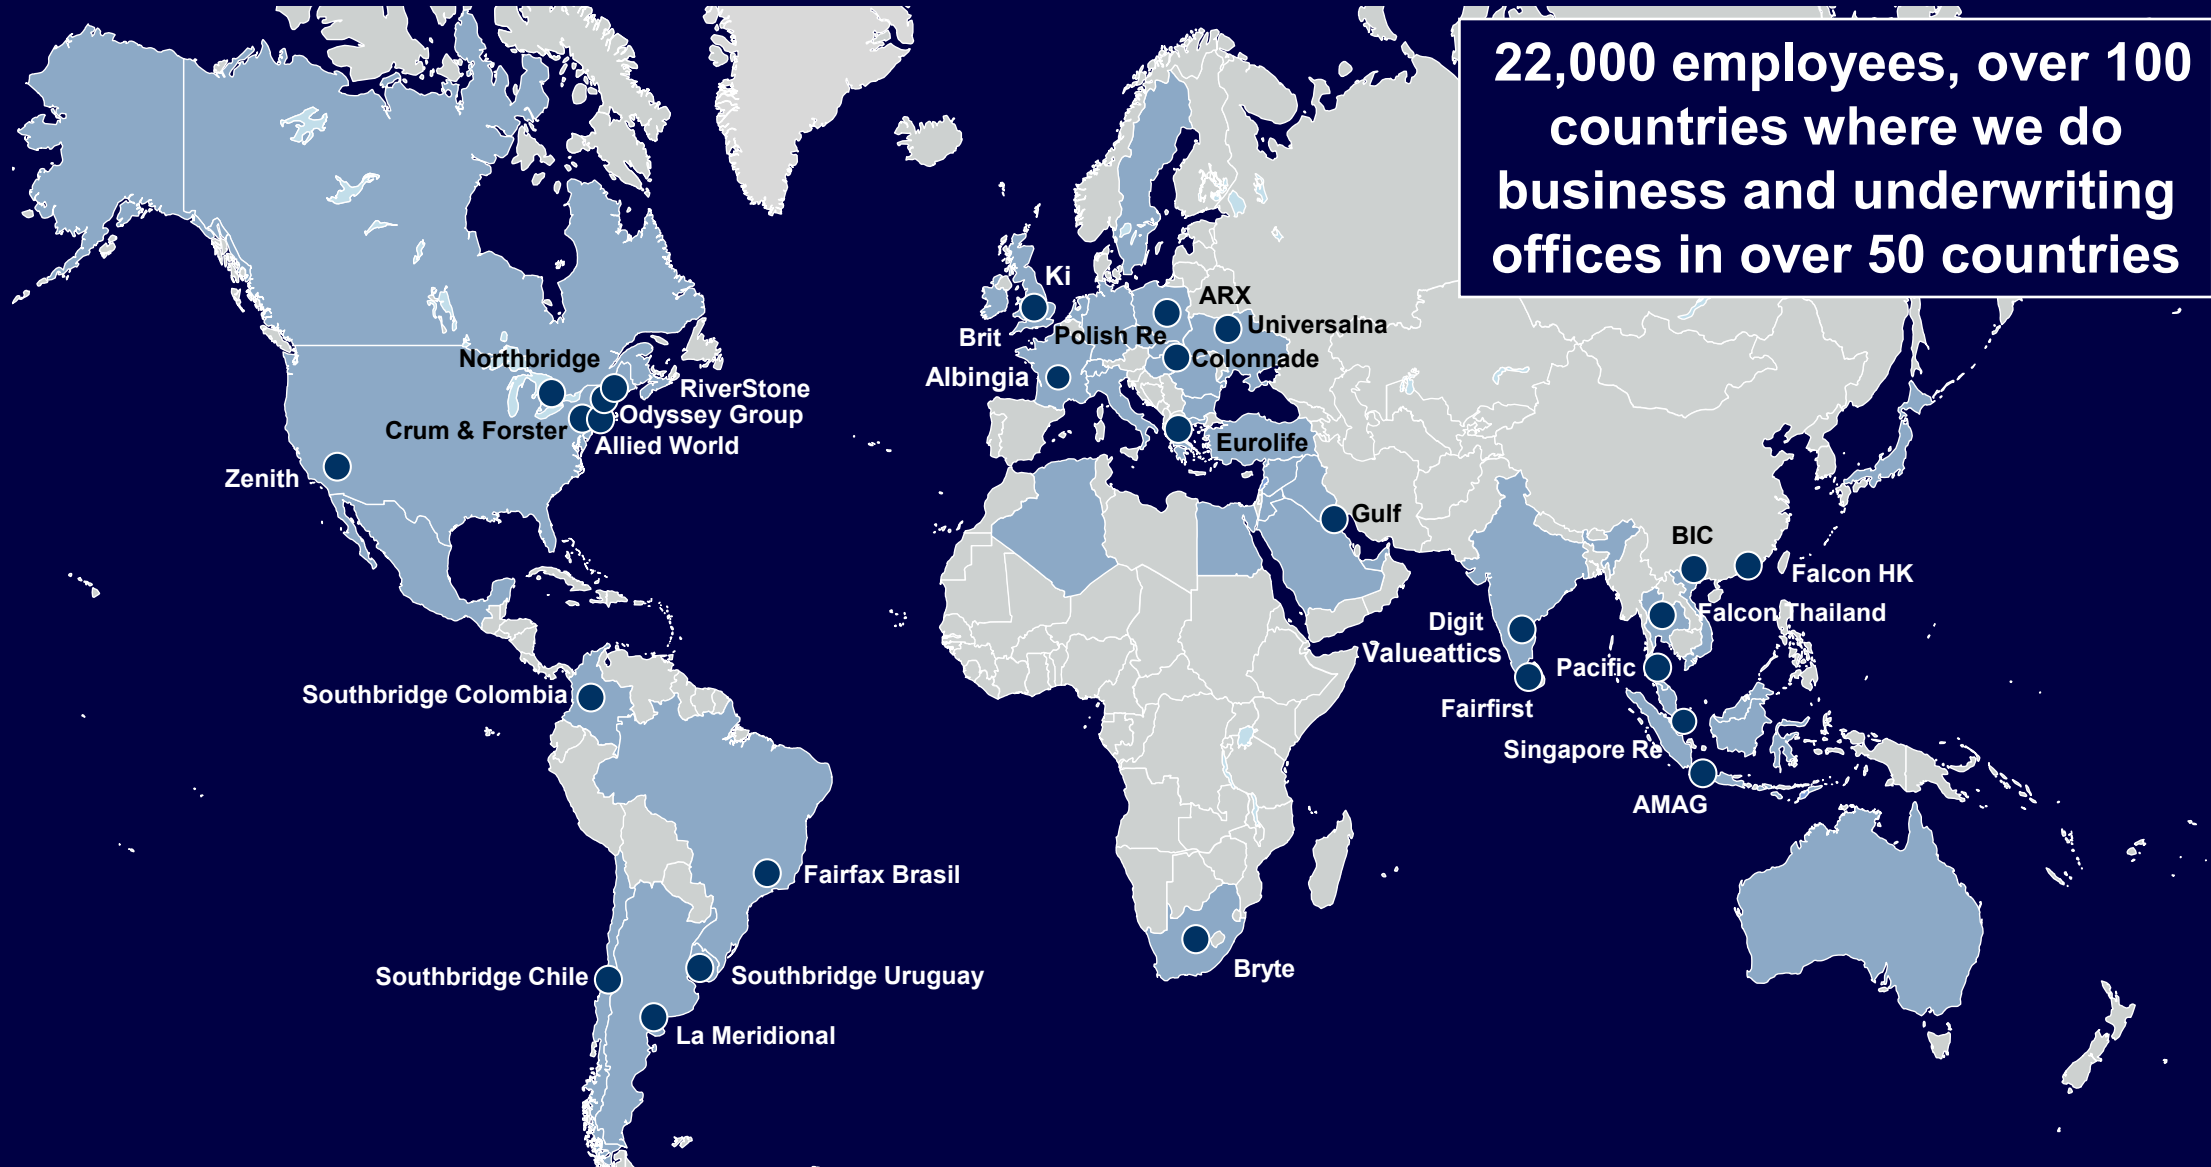 22,000 employees, over 100
countries where we do
business and underwriting
offices in over 50 countries
Ki
Brit
ARX
Polish Re
Universalna
Colonnade
Albingia
Eurolife
Northbridge
RiverStone
Odyssey Group
Crum & Forster
Allied World
Zenith
Gulf
BIC
Falcon HK
Falcon Thailand
Digit
Valueattics
Pacific
Fairfirst
Singapore Re
AMAG
Southbridge Colombia
Fairfax Brasil
Southbridge Chile
Southbridge Uruguay
La Meridional
Bryte